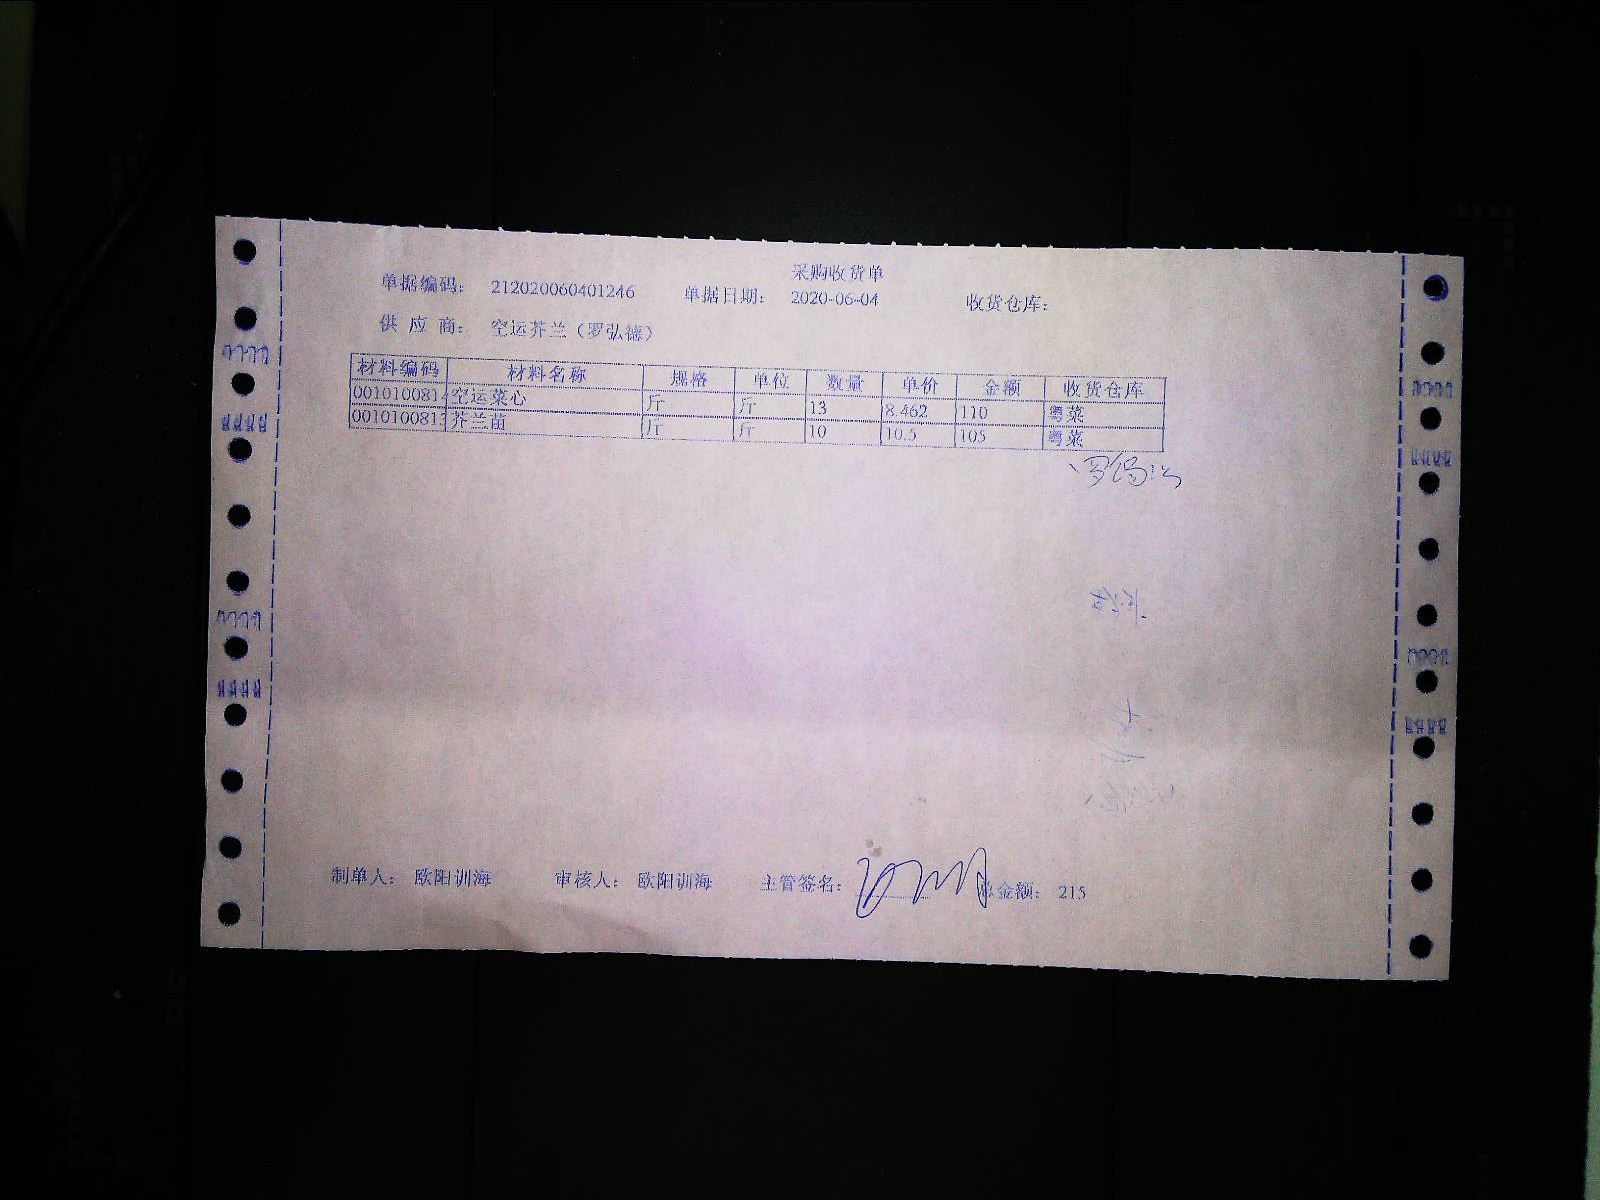 采购收货单
单据编码： 212020060401246 单据日期： 2020-06-04 收货仓库：
供 应 商： 空运芥兰（罗弘德）
材料编码 材料名称 规格 单位 数量 单价 金额 收货仓库
0010100814 空运菜心 斤 斤 13 8.462 110 粤菜
001010081 芥兰苗 斤 斤 10 10.5 105 粤菜
制单人： 欧阳训海 审核人： 欧阳训海 主管签名： 总金额： 215